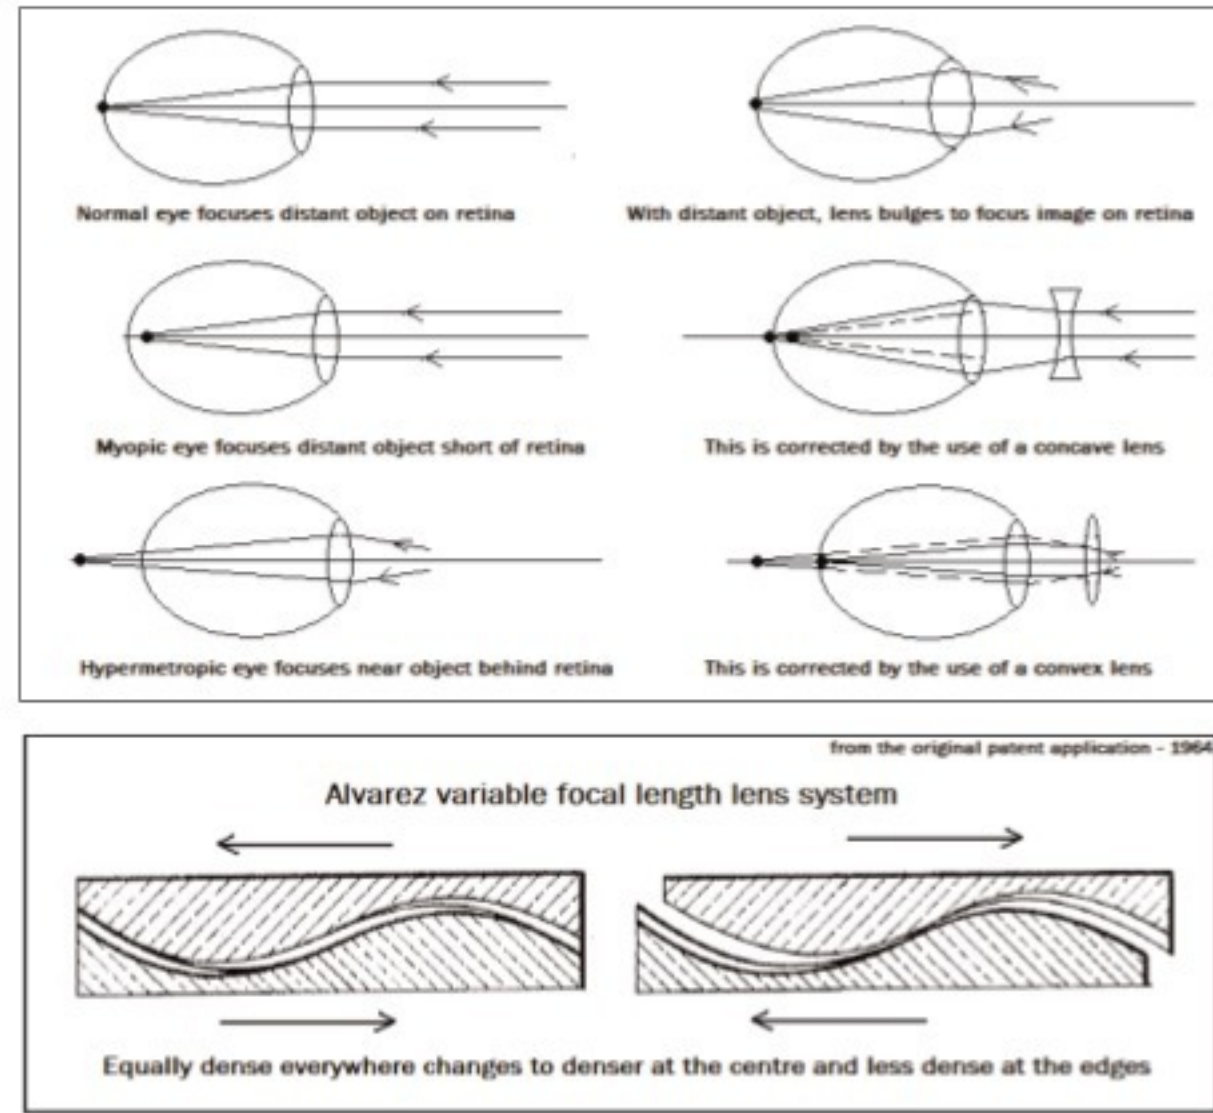 Normal eye focuses distant object on retina
With distant object, lens bulges to focus image on retina
Myopic eye focuses distant object short of retina
This is corrected by the use of a concave lens
Hypermetropic eye focuses near object behind retina
This is corrected by the use of a convex lens
from the original patent application - 1964
Alvarez variable focal length lens system
Equally dense everywhere changes to denser at the centre and less dense at the edges